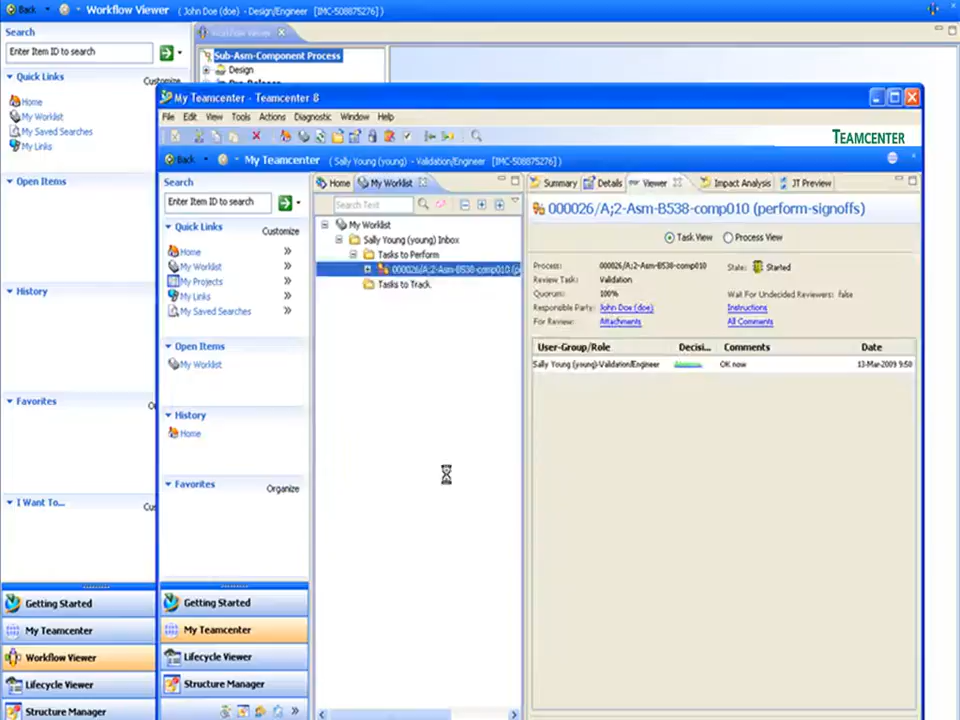 Back Workflow Viewer ( John Doe (doe) - Design/Engineer [IMC-508875276] )
Search
Enter Item ID to search
Quick Links
Customize
Home
My Worklist
My Saved Searches
My Links
Open Items
History
Favorites
I Want To...
Getting Started
My Teamcenter
Workflow Viewer
Lifecycle Viewer
Structure Manager
Workflow Viewer
Sub-Asm-Component Process
Design
My Teamcenter - Teamcenter 8
File Edit View Tools Actions Diagnostic Window Help
TEAMCENTER
Back My Teamcenter ( Sally Young (young) - Validation/Engineer [IMC-508875276] )
Search
Enter Item ID to search
Quick Links Customize
Home
My Worklist
My Projects
My Links
My Saved Searches
Open Items
My Worklist
History
Home
Favorites
Organize
Getting Started
My Teamcenter
Lifecycle Viewer
Structure Manager
Home My Worklist
Search Text
My Worklist
Sally Young (young) Inbox
Tasks to Perform
000026/A;2-Asm-B538-comp010 (p
Tasks to Track
Summary Details Viewer Impact Analysis JT Preview
000026/A;2-Asm-B538-comp010 (perform-signoffs)
Task View Process View
Process: 000026/A;2-Asm-B538-comp010 State: Started
Review Task: Validation
Quorum: 100% Wait For Undecided Reviewers: false
Responsible Party: John Doe (doe) Instructions
For Review: Attachments All Comments
User-Group/Role Decisi... Comments Date
Sally Young (young)-Validation/Engineer OK now 13-Mar-2009 9:50